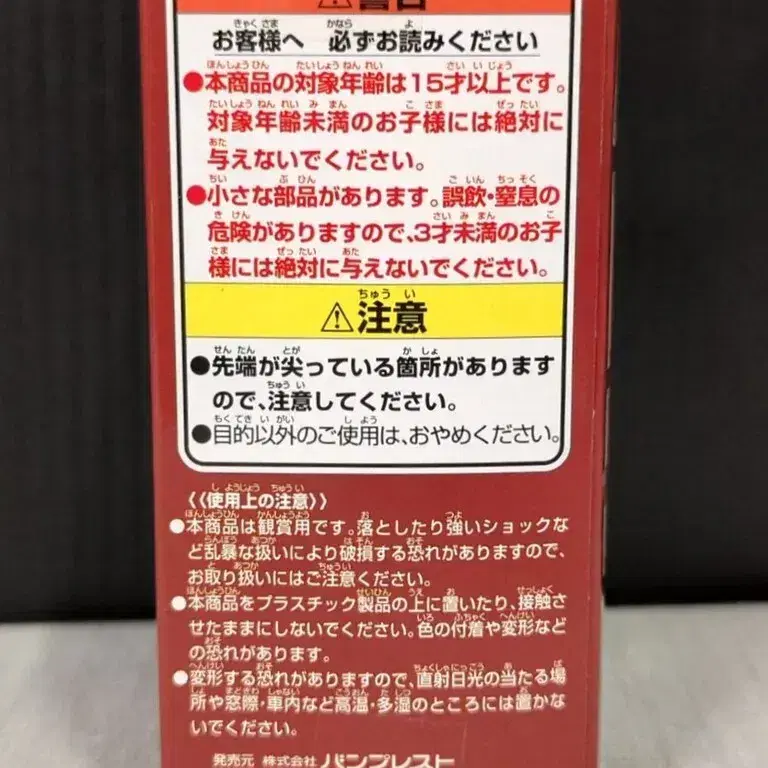 ⚠警告
お客様へ 必ずお読みください
●本商品の対象年齢は15才以上です。
対象年齢未満のお子様には絶対に
与えないでください。
●小さな部品があります。誤飲・窒息の
危険がありますので、3才未満のお子
様には絶対に与えないでください。
⚠注意
●先端が尖っている箇所があります
ので、注意してください。
●目的以外のご使用は、おやめください。
《使用上の注意》
●本商品は観賞用です。落としたり強いショックな
ど乱暴な扱いにより破損する恐れがありますので、
お取り扱いにはご注意ください。
●本商品をプラスチック製品の上に置いたり、接触さ
せたままにしないでください。色の付着や変形など
の恐れがあります。
●変形する恐れがありますので、直射日光の当たる場
所や窓際・車内など高温・多湿のところには置かな
いでください。
発売元 株式会社 バンプレスト